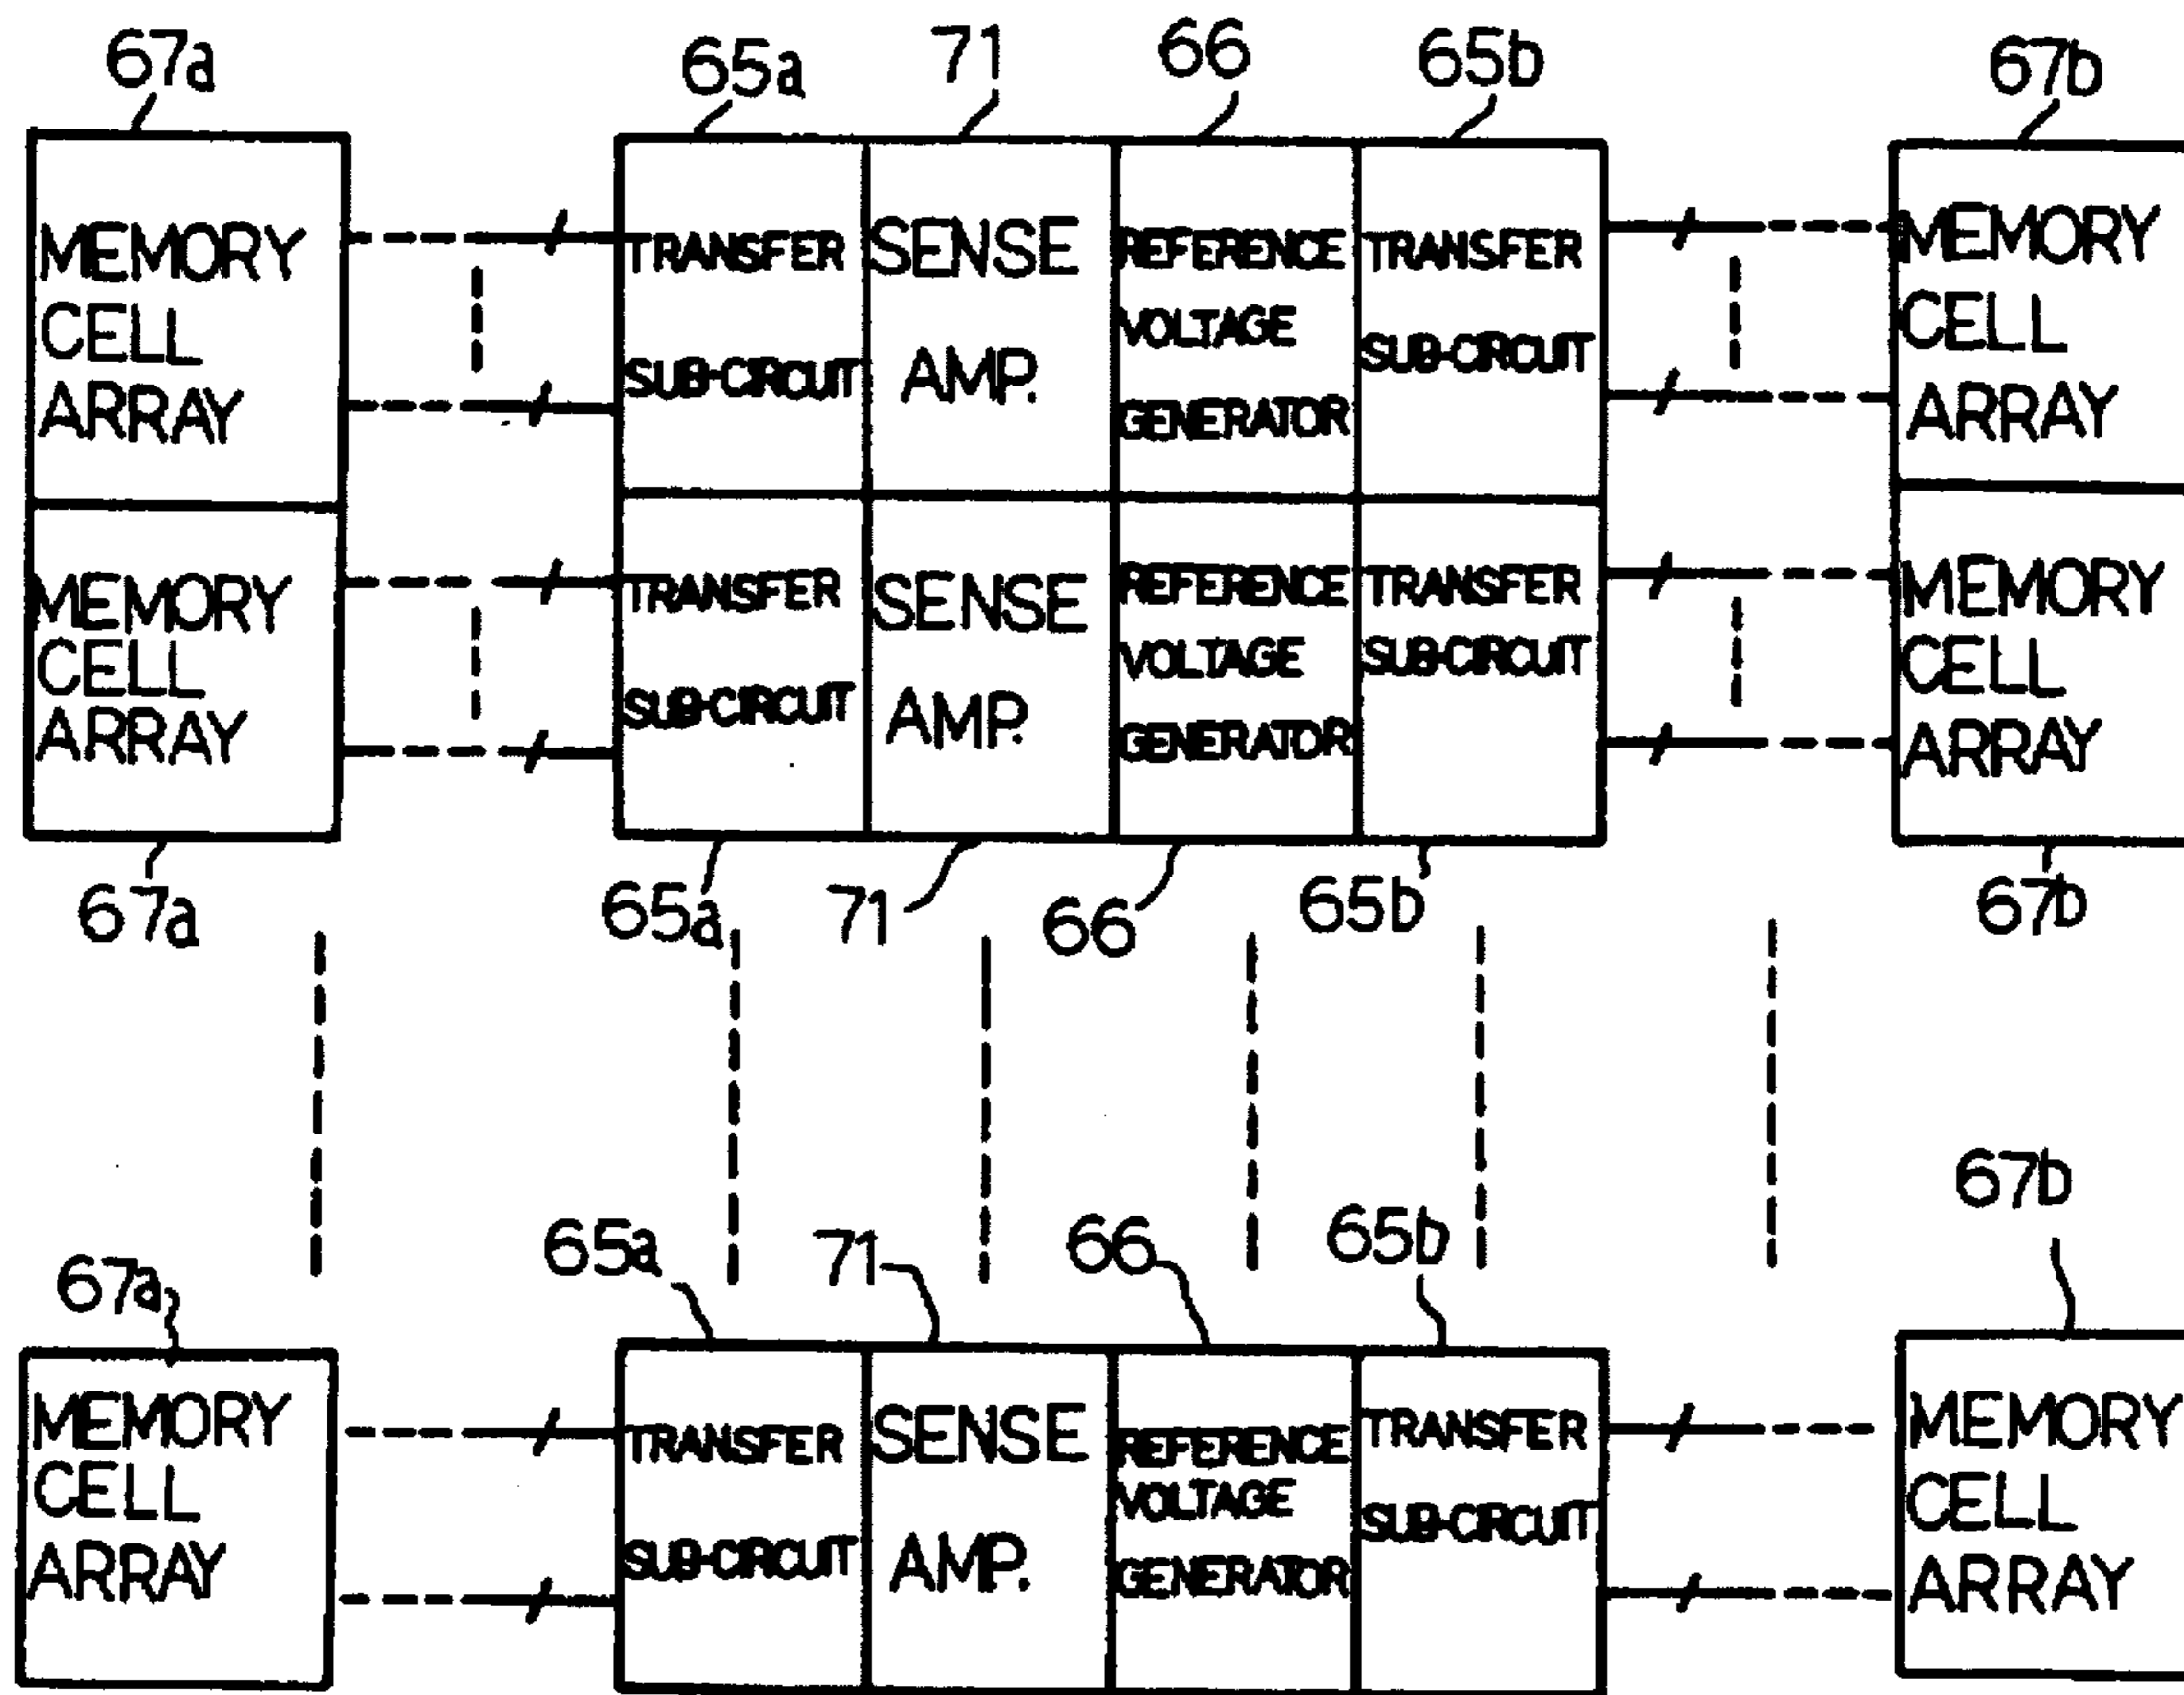 67a 65a 71 66 65b 67b
MEMORY
CELL
ARRAY
TRANSFER
SUB-CIRCUIT
SENSE
AMP.
REFERENCE
VOLTAGE
GENERATOR
TRANSFER
SUB-CIRCUIT
MEMORY
CELL
ARRAY
MEMORY
CELL
ARRAY
TRANSFER
SUB-CIRCUIT
SENSE
AMP.
REFERENCE
VOLTAGE
GENERATOR
TRANSFER
SUB-CIRCUIT
MEMORY
CELL
ARRAY
67a 65a 71 66 65b 67b
67a 65a 71 66 65b 67b
MEMORY
CELL
ARRAY
TRANSFER
SUB-CIRCUIT
SENSE
AMP.
REFERENCE
VOLTAGE
GENERATOR
TRANSFER
SUB-CIRCUIT
MEMORY
CELL
ARRAY